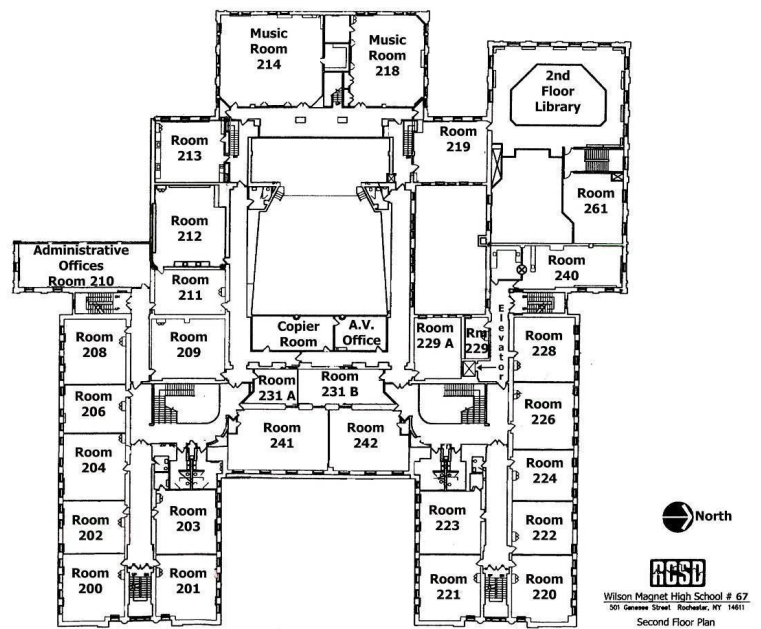 Music
Room
214
Music
Room
218
2nd
Floor
Library
Room
213
Room
219
Room
261
Room
212
Administrative
Offices
Room 210
Room
240
Room
211
Elevator
Room
208
Room
209
Copier
Room
A.V.
Office
Room
229 A
Rm
229
Room
228
Room
231 A
Room
231 B
Room
206
Room
226
Room
241
Room
242
Room
204
Room
224
Room
203
Room
223
Room
202
Room
222
North
Room
200
Room
201
Room
221
Room
220
RCSD
Wilson Magnet High School # 67
501 Genesee Street Rochester, NY 14611
Second Floor Plan